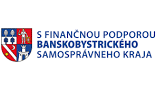 S FINANČNOU PODPOROU
BANSKOBYSTRICKÉHO
SAMOSPRÁVNEHO KRAJA